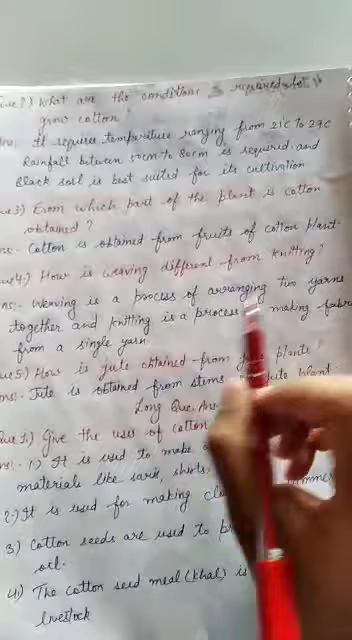 Que2) What are the conditions required to
grow cotton?
Ans:- It requires temperature ranging from 21°C to 27°C
Rainfall between 50cm to 80cm is required. and
Black soil is best suited for its cultivation
Que3) From which part of the plant is cotton
obtained?
Ans:- Cotton is obtained from fruits of cotton plant.
Que4:- How is weaving different from knitting?
Ans:- Weaving is a process of arranging two yarns
together and knitting is a process making fabric
from a single yarn.
Que5:) How is jute obtained from plants?
Ans:- Jute is obtained from stems jute plant.
Long Que. Ans.
Que 1.) Give the uses of cotton
Ans:- 1.) It is used to make
materials like saris, shirts.
2.) It is used for making
3.) Cotton seeds are used to
oil.
4.) The cotton seed meal (khal) is
livestock